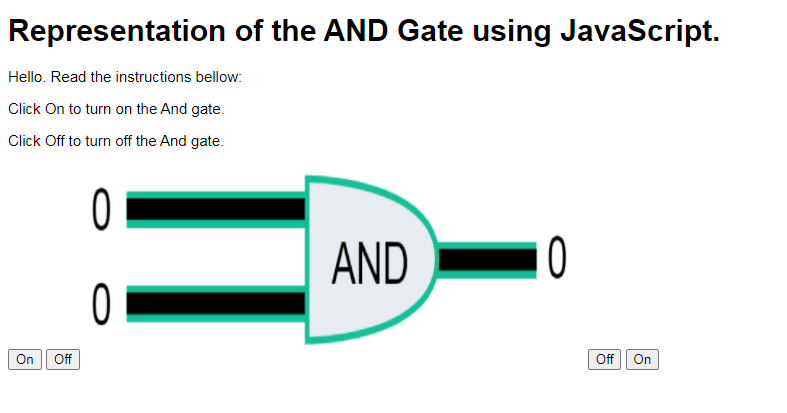 Representation of the AND Gate using JavaScript.
Hello. Read the instructions bellow:
Click On to turn on the And gate.
Click Off to turn off the And gate.
0
AND
0
0
On Off Off On